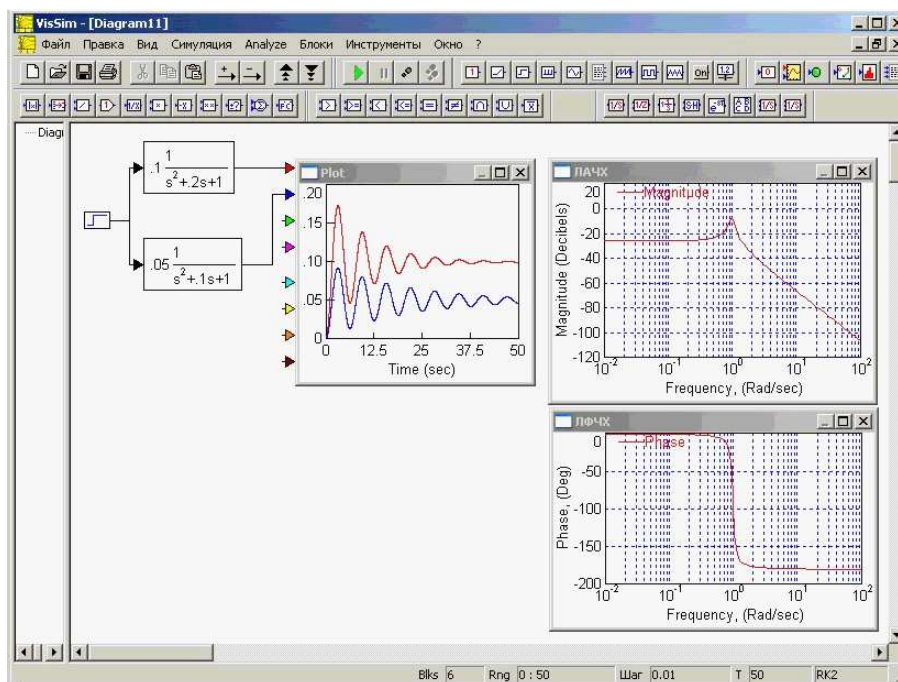 VisSim - [Diagram11]
Файл Правка Вид Симуляция Analyze Блоки Инструменты Окно ?
Diagr
.1 1
s²+.2s+1
.05 1
s²+.1s+1
Plot
.20
.15
.10
.05
0
0 12.5 25 37.5 50
Time (sec)
ЛАЧХ
Magnitude
Magnitude (Decibels)
20
0
-20
-40
-60
-80
-100
-120
10⁻² 10⁻¹ 10⁰ 10¹ 10²
Frequency, (Rad/sec)
ЛФЧХ
Phase
Phase, (Deg)
0
-50
-100
-150
-200
10⁻² 10⁻¹ 10⁰ 10¹ 10²
Frequency, (Rad/sec)
Blks 6 Rng 0 : 50 Шаг 0.01 T 50 RK2